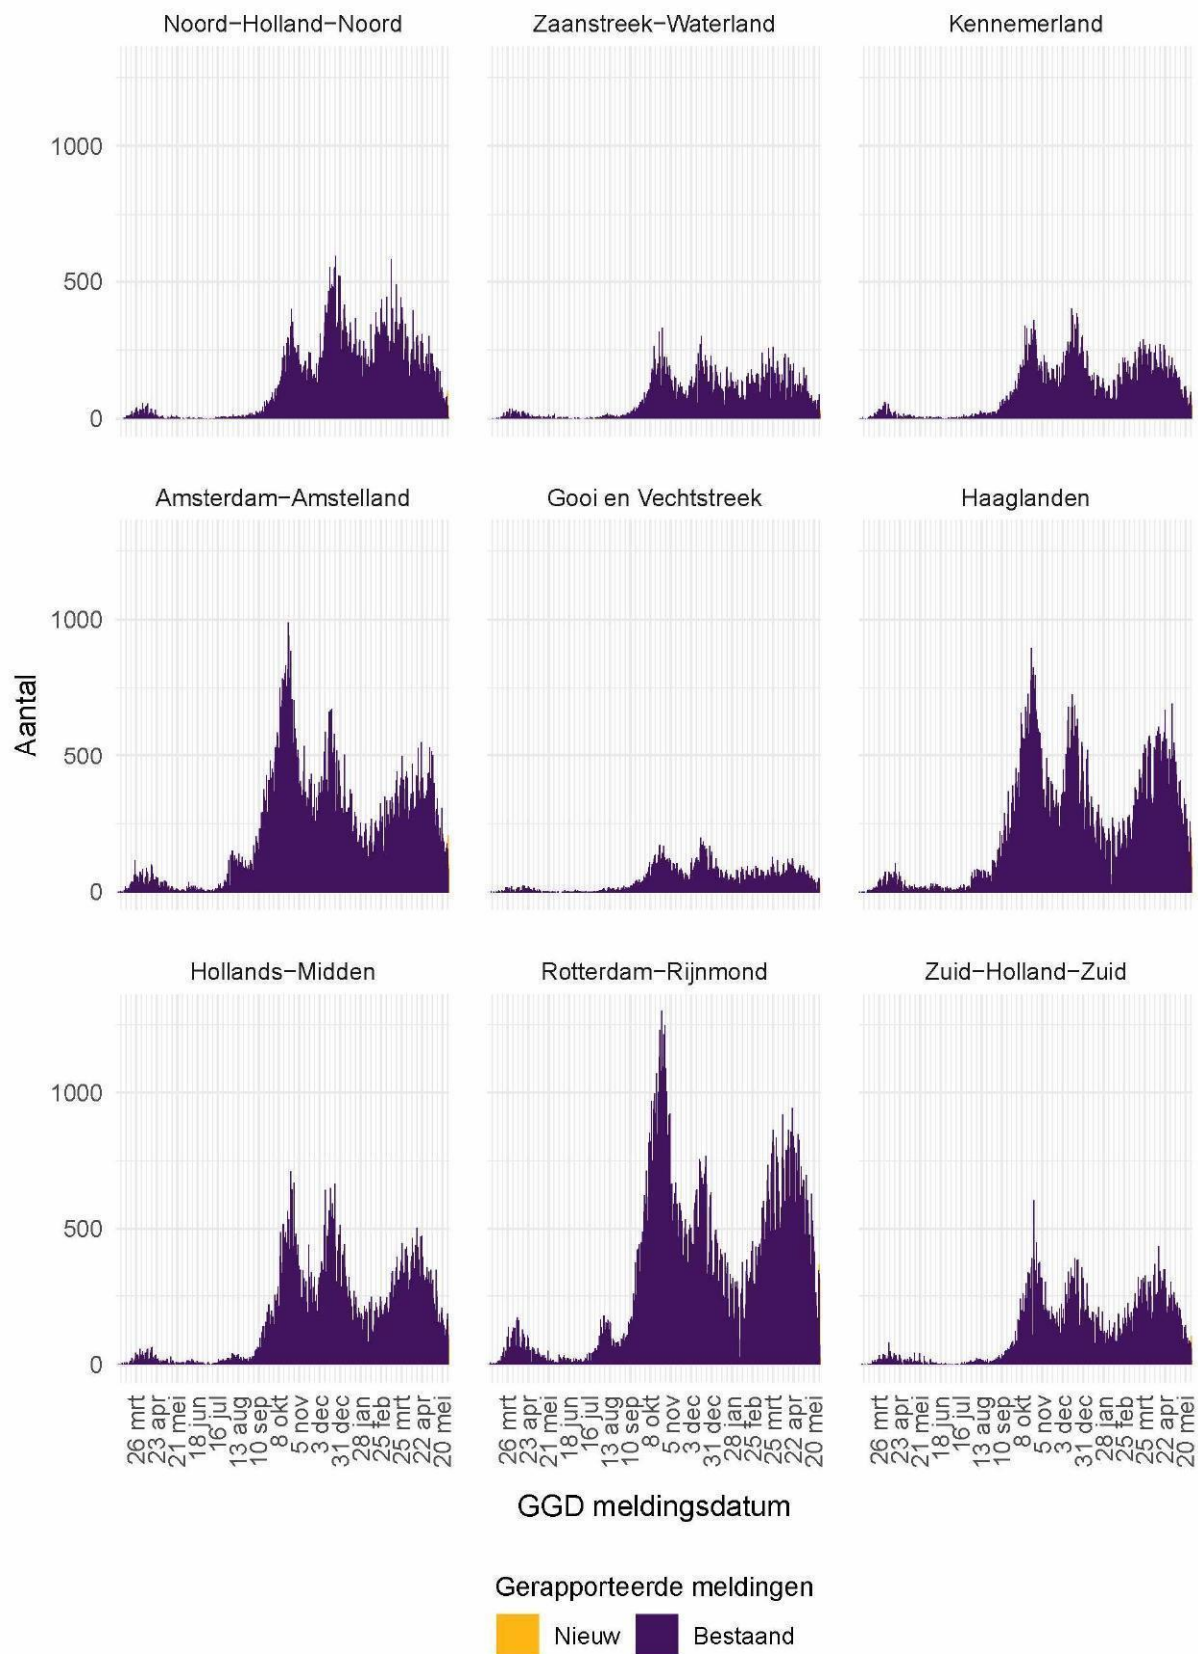 Noord−Holland−Noord Zaanstreek−Waterland Kennemerland
1000
500
0
Amsterdam−Amstelland Gooi en Vechtstreek Haaglanden
1000
500
0
Aantal
Hollands−Midden Rotterdam−Rijnmond Zuid−Holland−Zuid
1000
500
0
26 mrt 23 apr 21 mei 18 jun 16 jul 13 aug 10 sep 8 okt 5 nov 3 dec 31 dec 28 jan 25 feb 25 mrt 22 apr 20 mei
26 mrt 23 apr 21 mei 18 jun 16 jul 13 aug 10 sep 8 okt 5 nov 3 dec 31 dec 28 jan 25 feb 25 mrt 22 apr 20 mei
26 mrt 23 apr 21 mei 18 jun 16 jul 13 aug 10 sep 8 okt 5 nov 3 dec 31 dec 28 jan 25 feb 25 mrt 22 apr 20 mei
GGD meldingsdatum
Gerapporteerde meldingen
Nieuw Bestaand